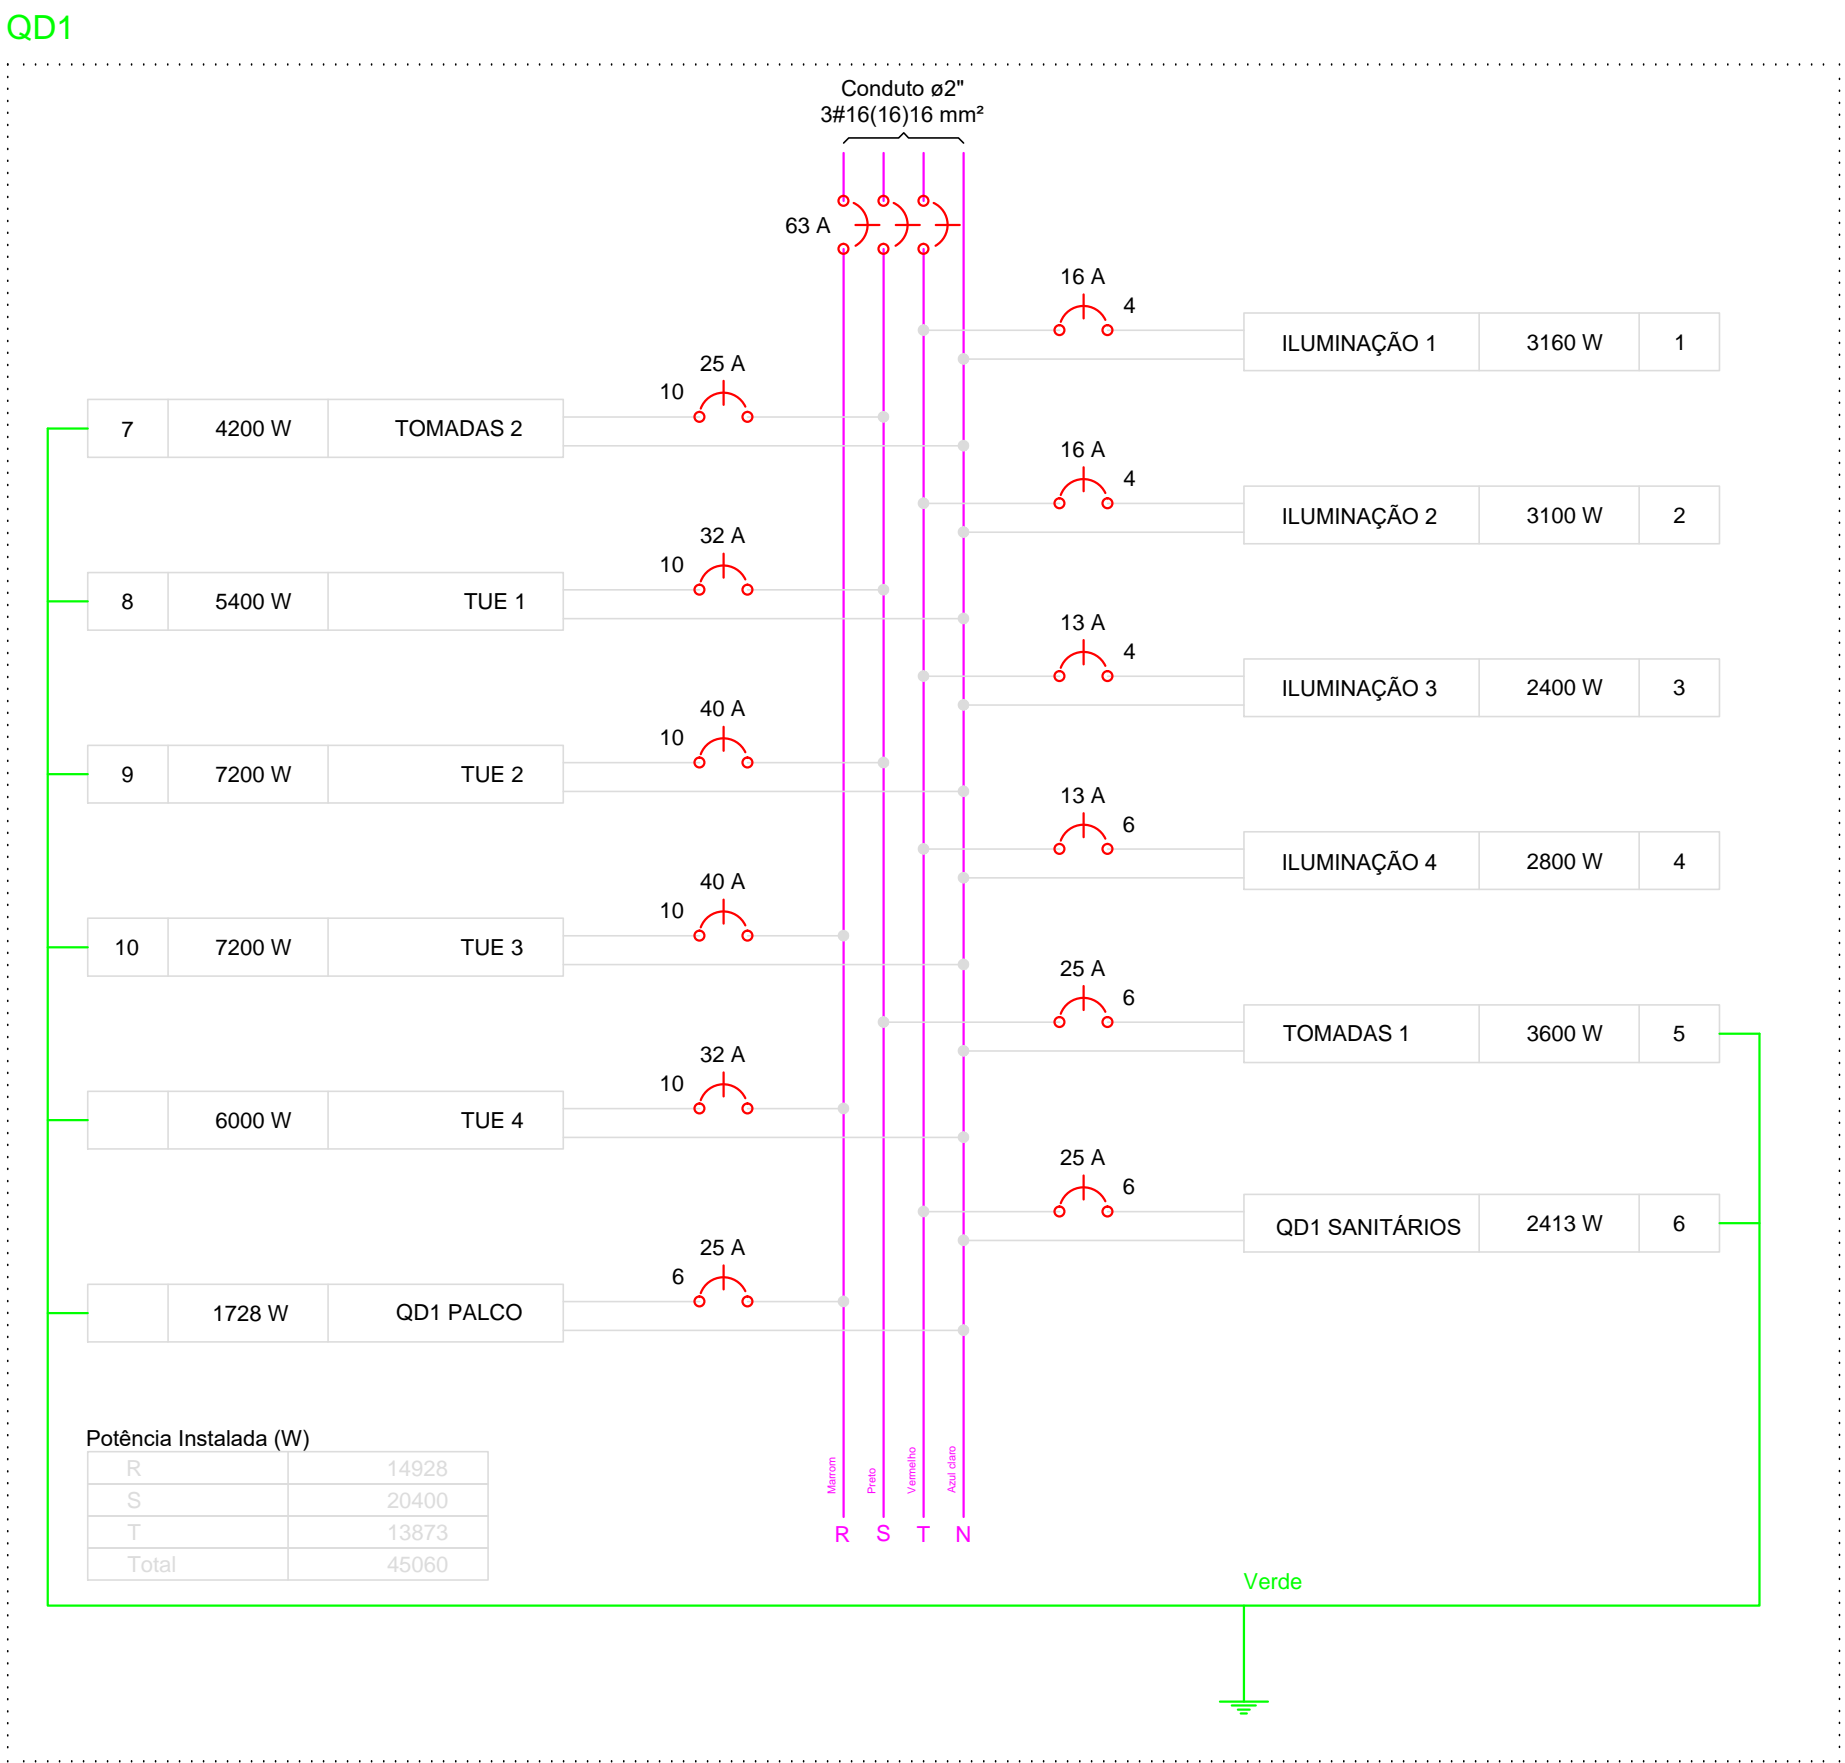 QD1
Conduto ø2"
3#16(16)16 mm²
63 A
16 A
4
ILUMINAÇÃO 1 3160 W 1
25 A
10
7 4200 W TOMADAS 2
16 A
4
ILUMINAÇÃO 2 3100 W 2
32 A
10
8 5400 W TUE 1
13 A
4
ILUMINAÇÃO 3 2400 W 3
40 A
10
9 7200 W TUE 2
13 A
6
ILUMINAÇÃO 4 2800 W 4
40 A
10
10 7200 W TUE 3
25 A
6
TOMADAS 1 3600 W 5
32 A
10
6000 W TUE 4
25 A
6
QD1 SANITÁRIOS 2413 W 6
25 A
6
1728 W QD1 PALCO
Potência Instalada (W)
R 14928
S 20400
T 13873
Total 45060
Marrom
Preto
Vermelho
Azul claro
R S T N
Verde